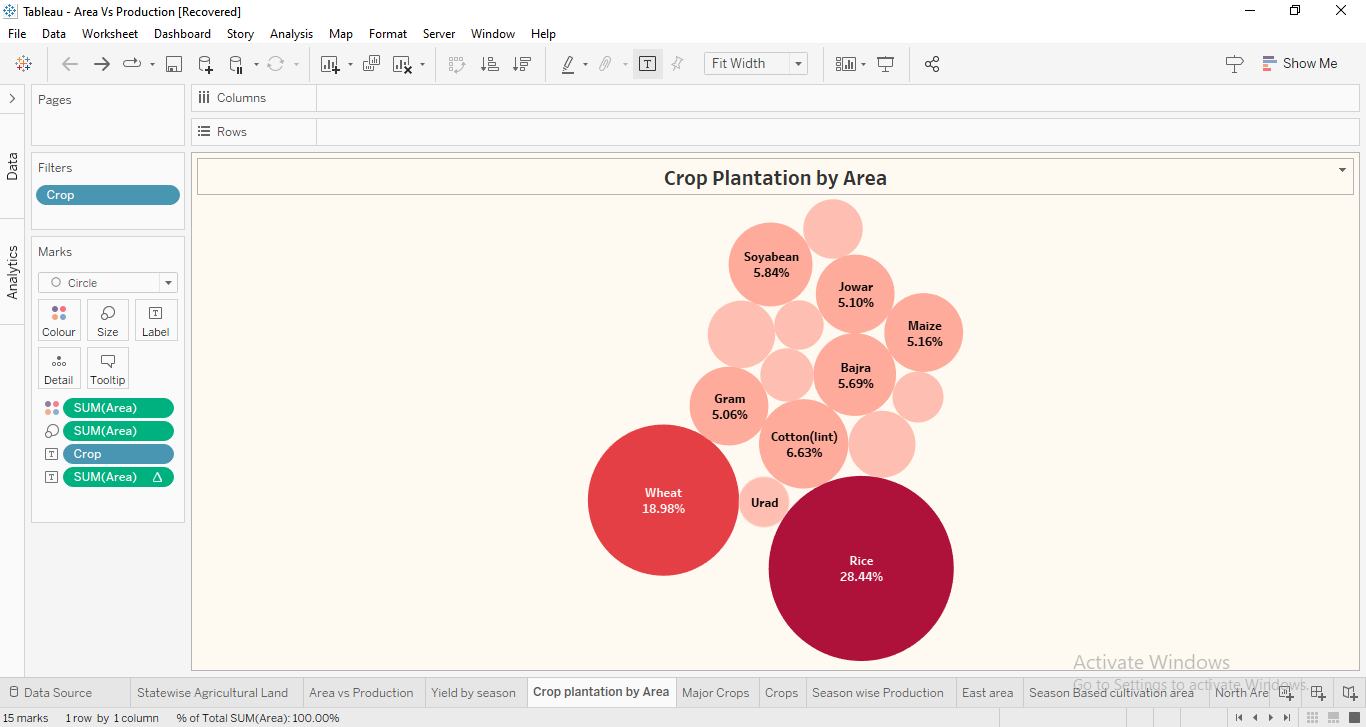 Tableau - Area Vs Production [Recovered]
File Data Worksheet Dashboard Story Analysis Map Format Server Window Help
Fit Width
Show Me
Pages
Columns
Rows
Data
Analytics
Filters
Crop
Marks
Circle
Colour Size Label
Detail Tooltip
SUM(Area)
SUM(Area)
Crop
SUM(Area)
Crop Plantation by Area
Soyabean
5.84%
Jowar
5.10%
Maize
5.16%
Bajra
5.69%
Gram
5.06%
Cotton(lint)
6.63%
Wheat
18.98%
Urad
Rice
28.44%
Activate Windows
Go to Settings to activate Windows.
Data Source Statewise Agricultural Land Area vs Production Yield by season Crop plantation by Area Major Crops Crops Season wise Production East area Season Based cultivation area North Are
15 marks 1 row by 1 column % of Total SUM(Area): 100.00%